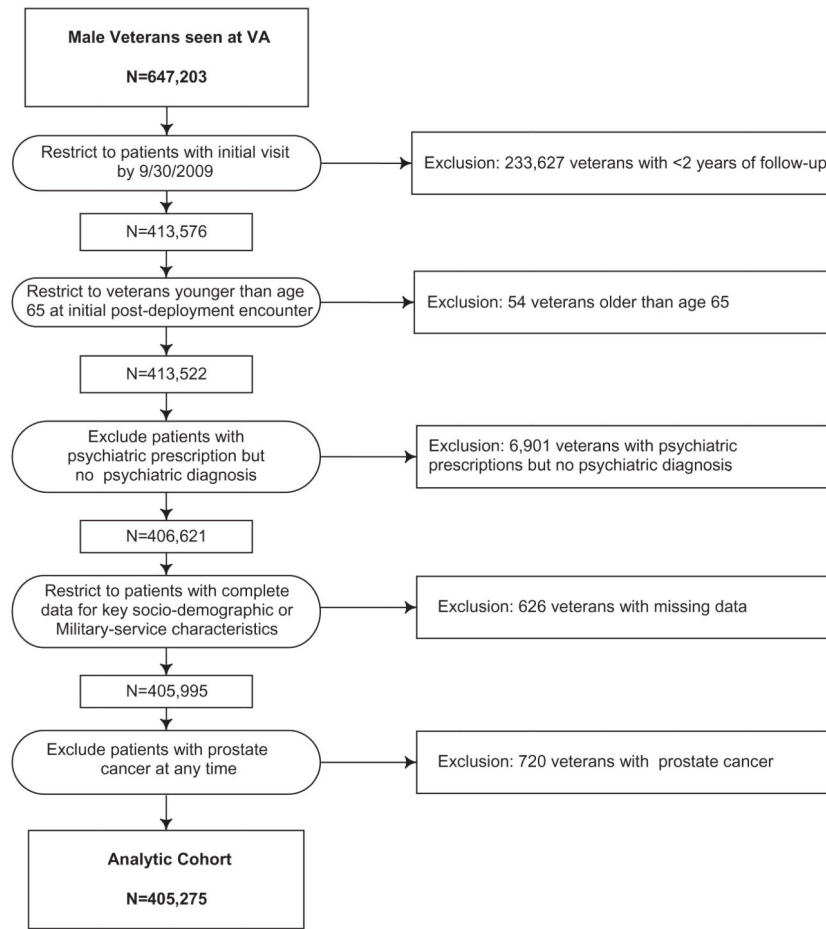 Male Veterans seen at VA
N=647,203
Restrict to patients with initial visit
by 9/30/2009
Exclusion: 233,627 veterans with <2 years of follow-up
N=413,576
Restrict to veterans younger than age
65 at initial post-deployment encounter
Exclusion: 54 veterans older than age 65
N=413,522
Exclude patients with
psychiatric prescription but
no psychiatric diagnosis
Exclusion: 6,901 veterans with psychiatric
prescriptions but no psychiatric diagnosis
N=406,621
Restrict to patients with complete
data for key socio-demographic or
Military-service characteristics
Exclusion: 626 veterans with missing data
N=405,995
Exclude patients with prostate
cancer at any time
Exclusion: 720 veterans with prostate cancer
Analytic Cohort
N=405,275